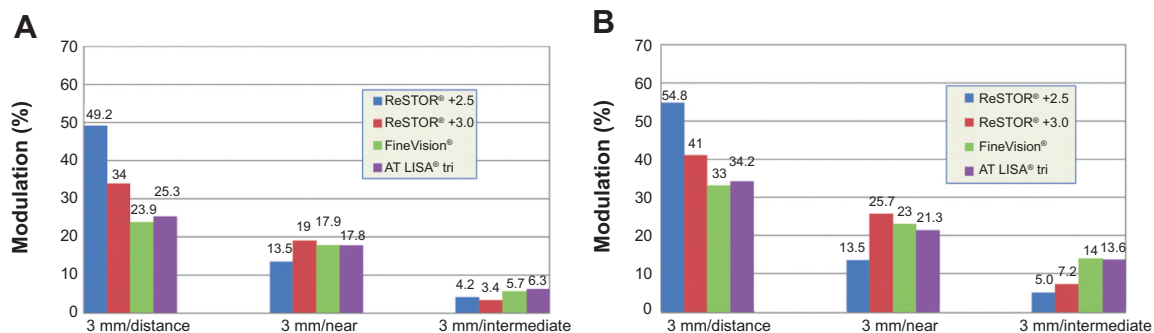 A
Modulation (%)
70
60
50
40
30
20
10
0
49.2
34
23.9
25.3
13.5
19
17.9
17.8
4.2
3.4
5.7
6.3
ReSTOR® +2.5
ReSTOR® +3.0
FineVision®
AT LISA® tri
3 mm/distance
3 mm/near
3 mm/intermediate
B
Modulation (%)
70
60
50
40
30
20
10
0
54.8
41
33
34.2
13.5
25.7
23
21.3
5.0
7.2
14
13.6
ReSTOR® +2.5
ReSTOR® +3.0
FineVision®
AT LISA® tri
3 mm/distance
3 mm/near
3 mm/intermediate